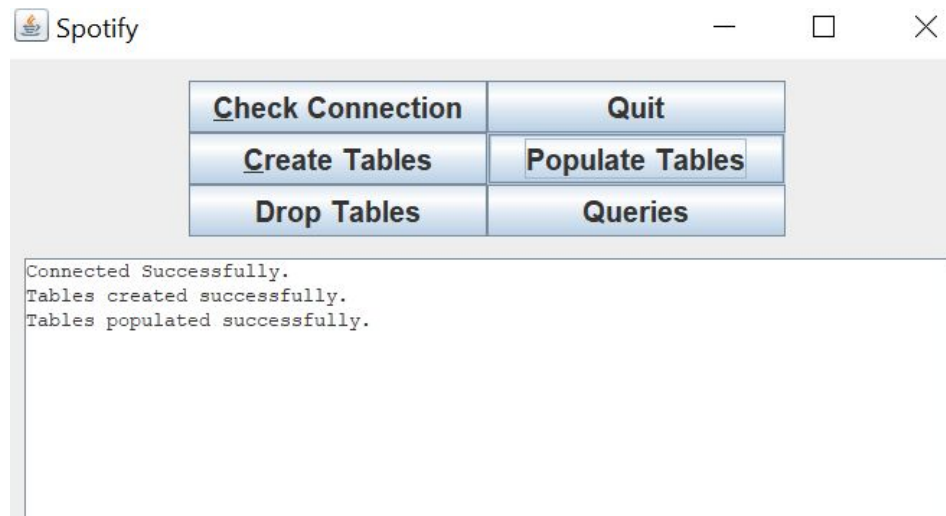 Spotify
Check Connection Quit
Create Tables Populate Tables
Drop Tables Queries
Connected Successfully.
Tables created successfully.
Tables populated successfully.